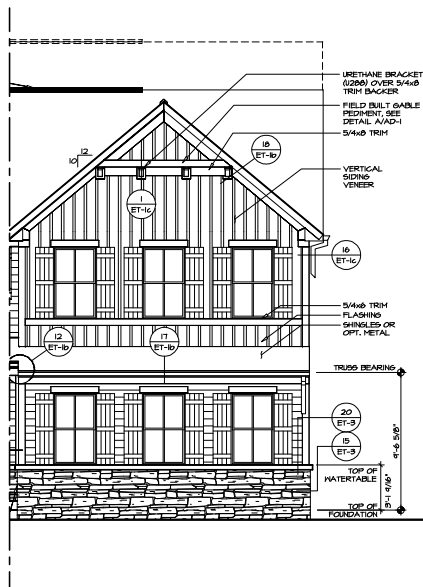 URETHANE BRACKET
(U288) OVER 5/4x8
TRIM BACKER
FIELD BUILT GABLE
PEDIMENT, SEE
DETAIL A/AD-1
5/4x8 TRIM
12
10
18
ET-1b
VERTICAL
SIDING
VENEER
1
ET-1c
16
ET-1c
5/4x6 TRIM
FLASHING
SHINGLES OR
OPT. METAL
12
ET-1b
17
ET-1b
TRUSS BEARING
20
ET-3
15
ET-3
9'-6 5/8"
TOP OF
WATERTABLE
3'-1 9/16"
TOP OF
FOUNDATION